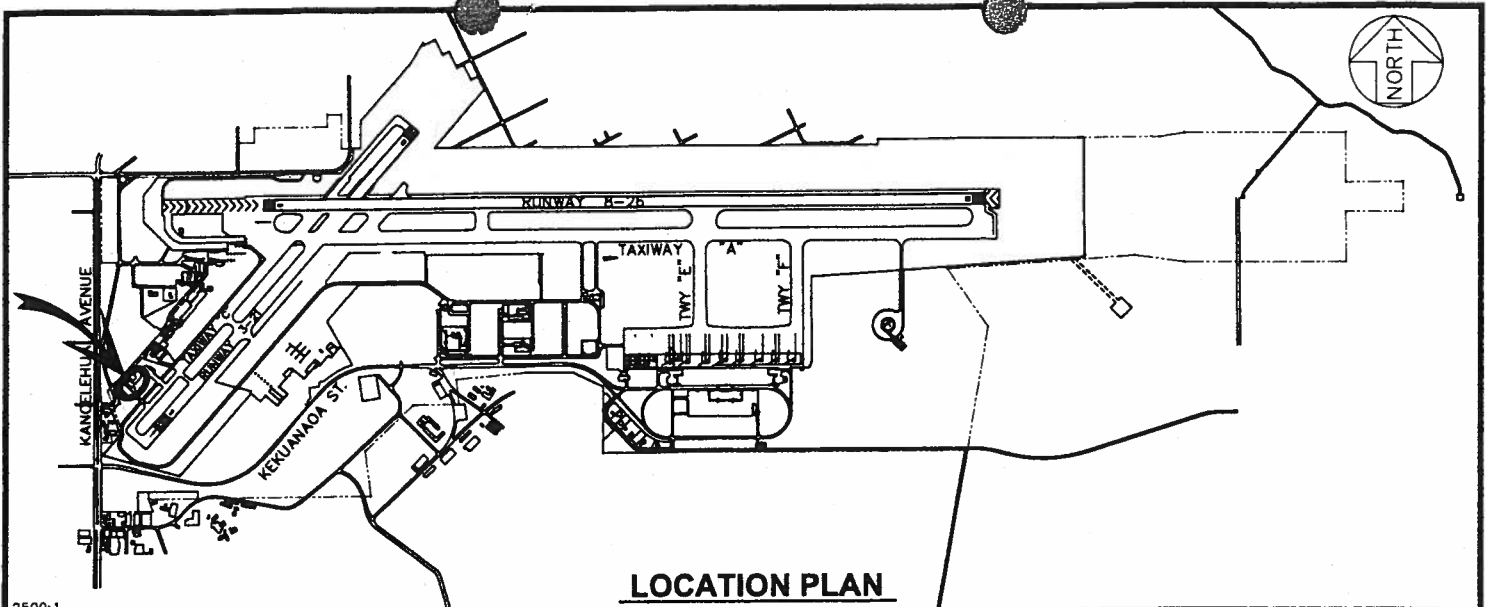 NORTH
RUNWAY 8-26
TAXIWAY "A"
TWY "E"
TWY "F"
KANOELEHUA AVENUE
TAXIWAY C
RUNWAY 3-21
KEKUANAOA ST.
LOCATION PLAN